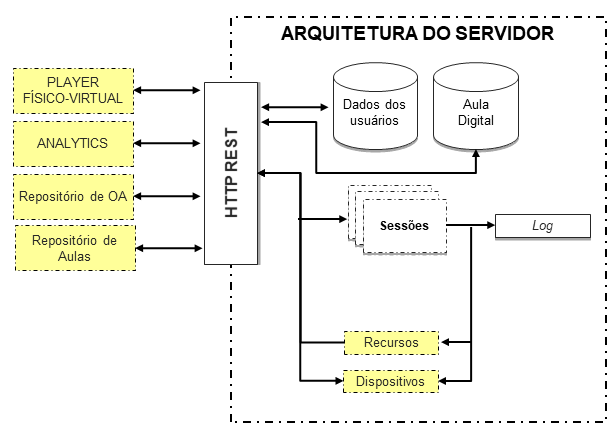 ARQUITETURA DO SERVIDOR
PLAYER
FÍSICO-VIRTUAL
ANALYTICS
Repositório de OA
Repositório de
Aulas
HTTP REST
Dados dos
usuários
Aula
Digital
Sessões
Log
Recursos
Dispositivos